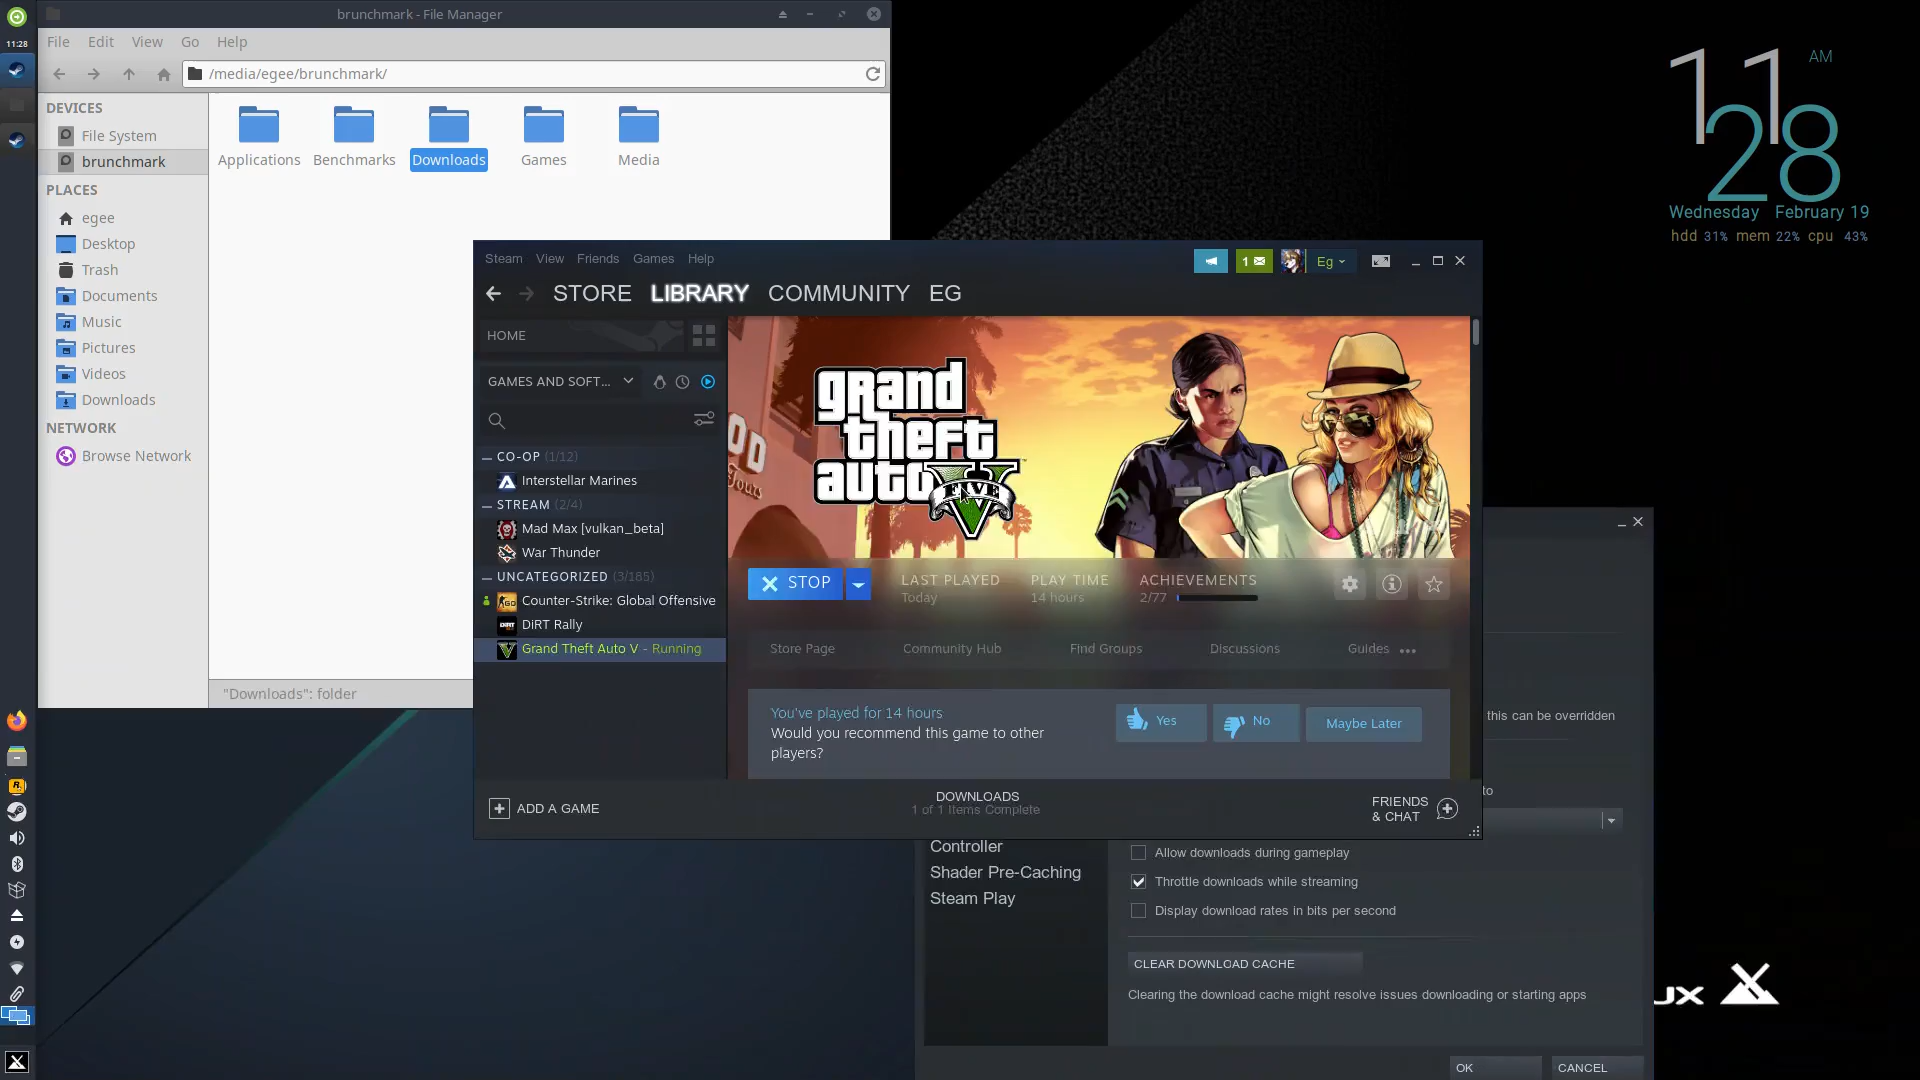 11:28
brunchmark - File Manager
File Edit View Go Help
/media/egee/brunchmark/
DEVICES
File System
brunchmark
PLACES
egee
Desktop
Trash
Documents
Music
Pictures
Videos
Downloads
NETWORK
Browse Network
Applications Benchmarks Downloads Games Media
"Downloads": folder
11 AM
28
Wednesday February 19
hdd 31% mem 22% cpu 43%
Steam View Friends Games Help
1
Eg
STORE LIBRARY COMMUNITY EG
HOME
GAMES AND SOFT...
CO-OP (1/12)
Interstellar Marines
STREAM (2/4)
Mad Max [vulkan_beta]
War Thunder
UNCATEGORIZED (3/185)
Counter-Strike: Global Offensive
DiRT Rally
Grand Theft Auto V - Running
grand
theft
auto V
FIVE
STOP
LAST PLAYED
Today
PLAY TIME
14 hours
ACHIEVEMENTS
2/77
Store Page Community Hub Find Groups Discussions Guides
You've played for 14 hours
Would you recommend this game to other
players?
Yes No Maybe Later
ADD A GAME
DOWNLOADS
1 of 1 Items Complete
FRIENDS
& CHAT
this can be overridden
to
Controller
Shader Pre-Caching
Steam Play
Allow downloads during gameplay
Throttle downloads while streaming
Display download rates in bits per second
CLEAR DOWNLOAD CACHE
Clearing the download cache might resolve issues downloading or starting apps
OK CANCEL
UX